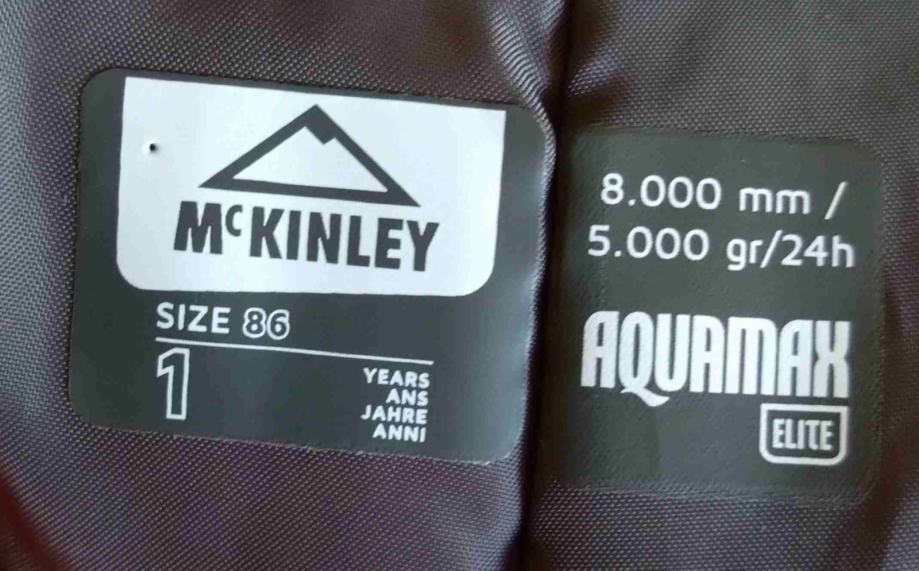 McKINLEY
SIZE 86
1
YEARS
ANS
JAHRE
ANNI
8.000 mm /
5.000 gr/24h
AQUAMAX
ELITE